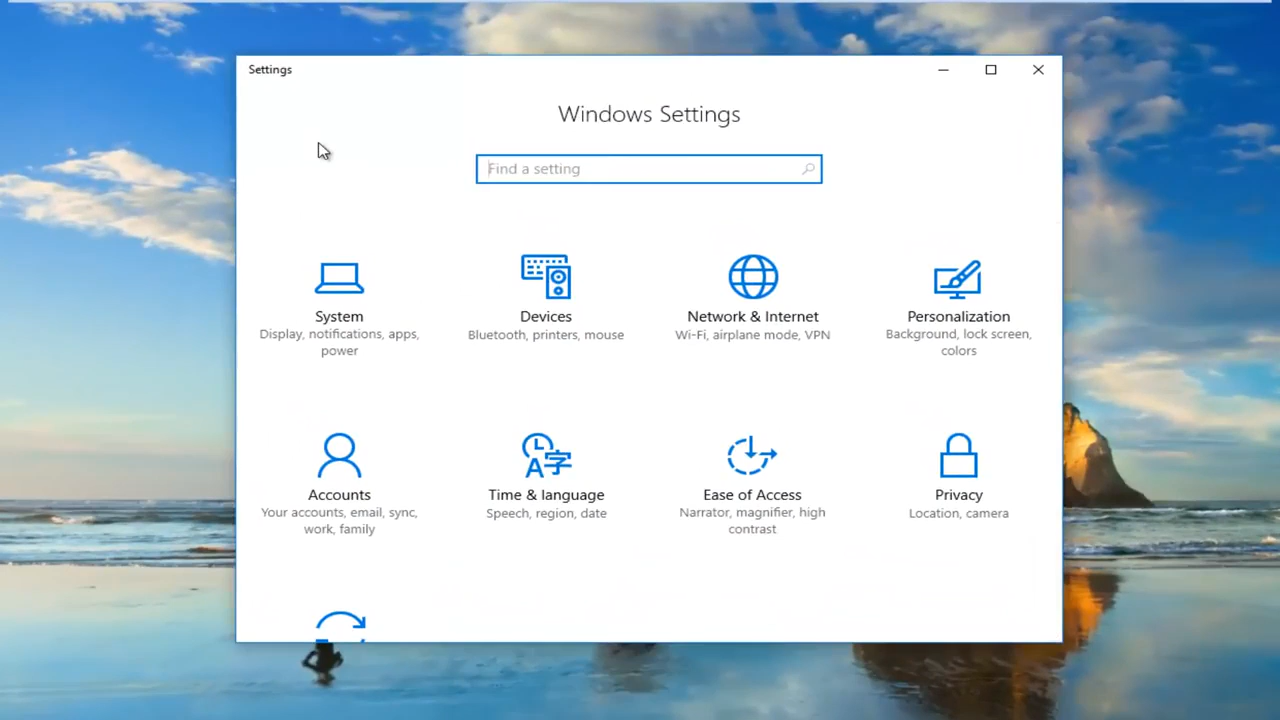 Settings
Windows Settings
Find a setting
System
Display, notifications, apps,
power
Devices
Bluetooth, printers, mouse
Network & Internet
Wi-Fi, airplane mode, VPN
Personalization
Background, lock screen,
colors
Accounts
Your accounts, email, sync,
work, family
Time & language
Speech, region, date
Ease of Access
Narrator, magnifier, high
contrast
Privacy
Location, camera